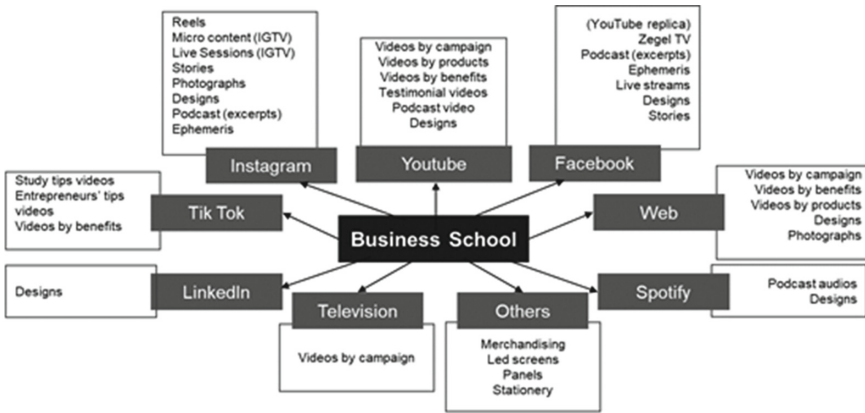 Reels
Micro content (IGTV)
Live Sessions (IGTV)
Stories
Photographs
Designs
Podcast (excerpts)
Ephemeris
Instagram
Videos by campaign
Videos by products
Videos by benefits
Testimonial videos
Podcast video
Designs
Youtube
(YouTube replica)
Zegel TV
Podcast (excerpts)
Ephemeris
Live streams
Designs
Stories
Facebook
Study tips videos
Entrepreneurs' tips
videos
Videos by benefits
Tik Tok
Business School
Web
Videos by campaign
Videos by benefits
Videos by products
Designs
Photographs
Designs
LinkedIn
Television
Videos by campaign
Others
Merchandising
Led screens
Panels
Stationery
Spotify
Podcast audios
Designs